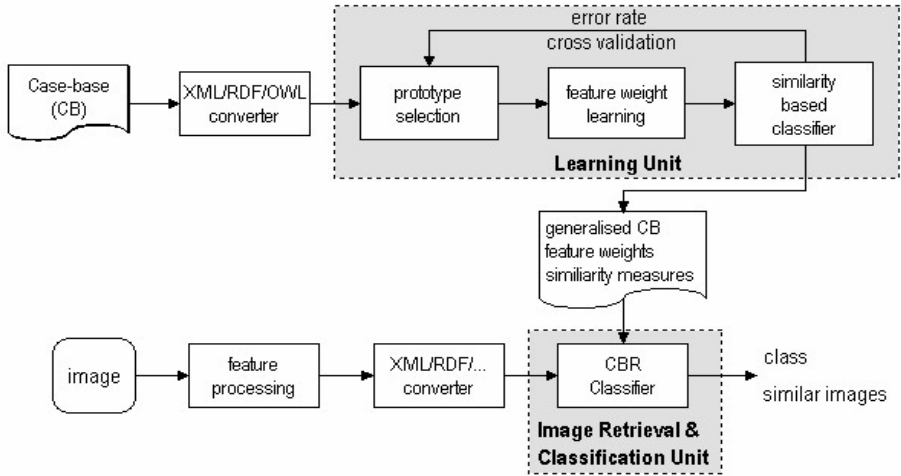 error rate
cross validation
Case-base
(CB)
XML/RDF/OWL
converter
prototype
selection
feature weight
learning
similarity
based
classifier
Learning Unit
generalised CB
feature weights
similiarity measures
image
feature
processing
XML/RDF/...
converter
CBR
Classifier
class
similar images
Image Retrieval &
Classification Unit